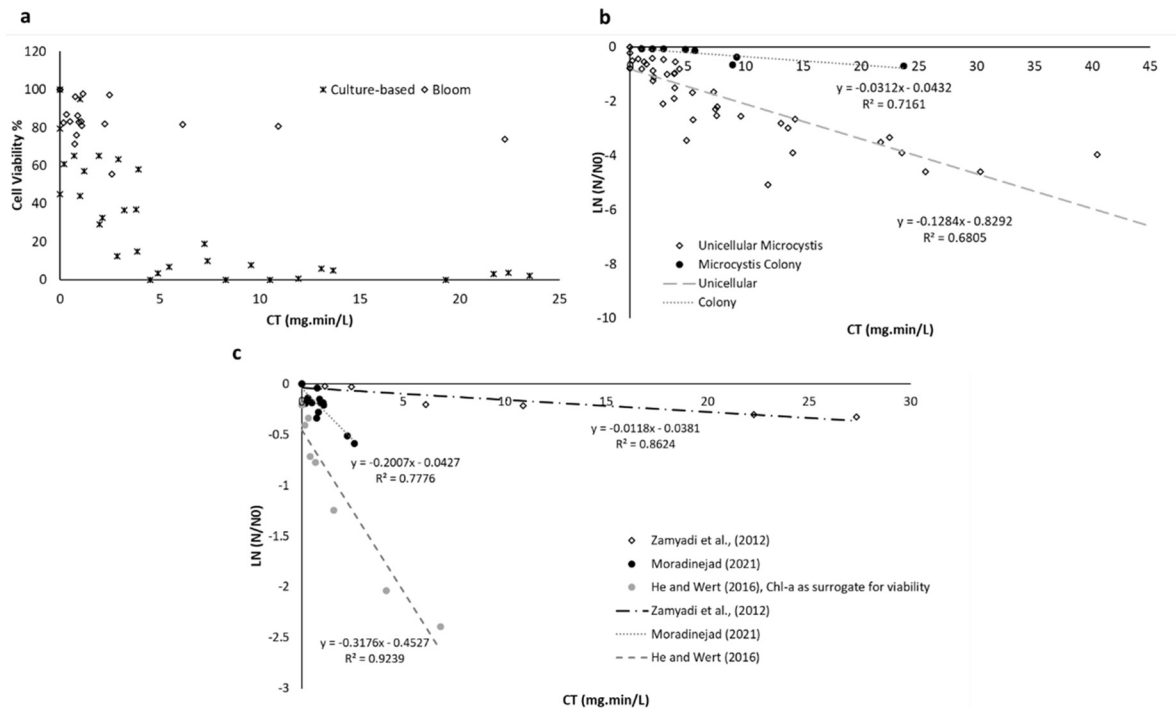 a
120
100
80
60
40
20
0
Cell Viability %
Culture-based
Bloom
0 5 10 15 20 25
CT (mg.min/L)
b
0
-2
-4
-6
-8
-10
LN (N/N0)
0 5 10 15 20 25 30 35 40 45
y = -0.0312x - 0.0432
R² = 0.7161
y = -0.1284x - 0.8292
R² = 0.6805
Unicellular Microcystis
Microcystis Colony
Unicellular
Colony
CT (mg.min/L)
c
0
-0.5
-1
-1.5
-2
-2.5
-3
LN (N/N0)
0 5 10 15 20 25 30
y = -0.0118x - 0.0381
R² = 0.8624
y = -0.2007x - 0.0427
R² = 0.7776
Zamyadi et al., (2012)
Moradinejad (2021)
He and Wert (2016), Chl-a as surrogate for viability
Zamyadi et al., (2012)
Moradinejad (2021)
He and Wert (2016)
y = -0.3176x - 0.4527
R² = 0.9239
CT (mg.min/L)